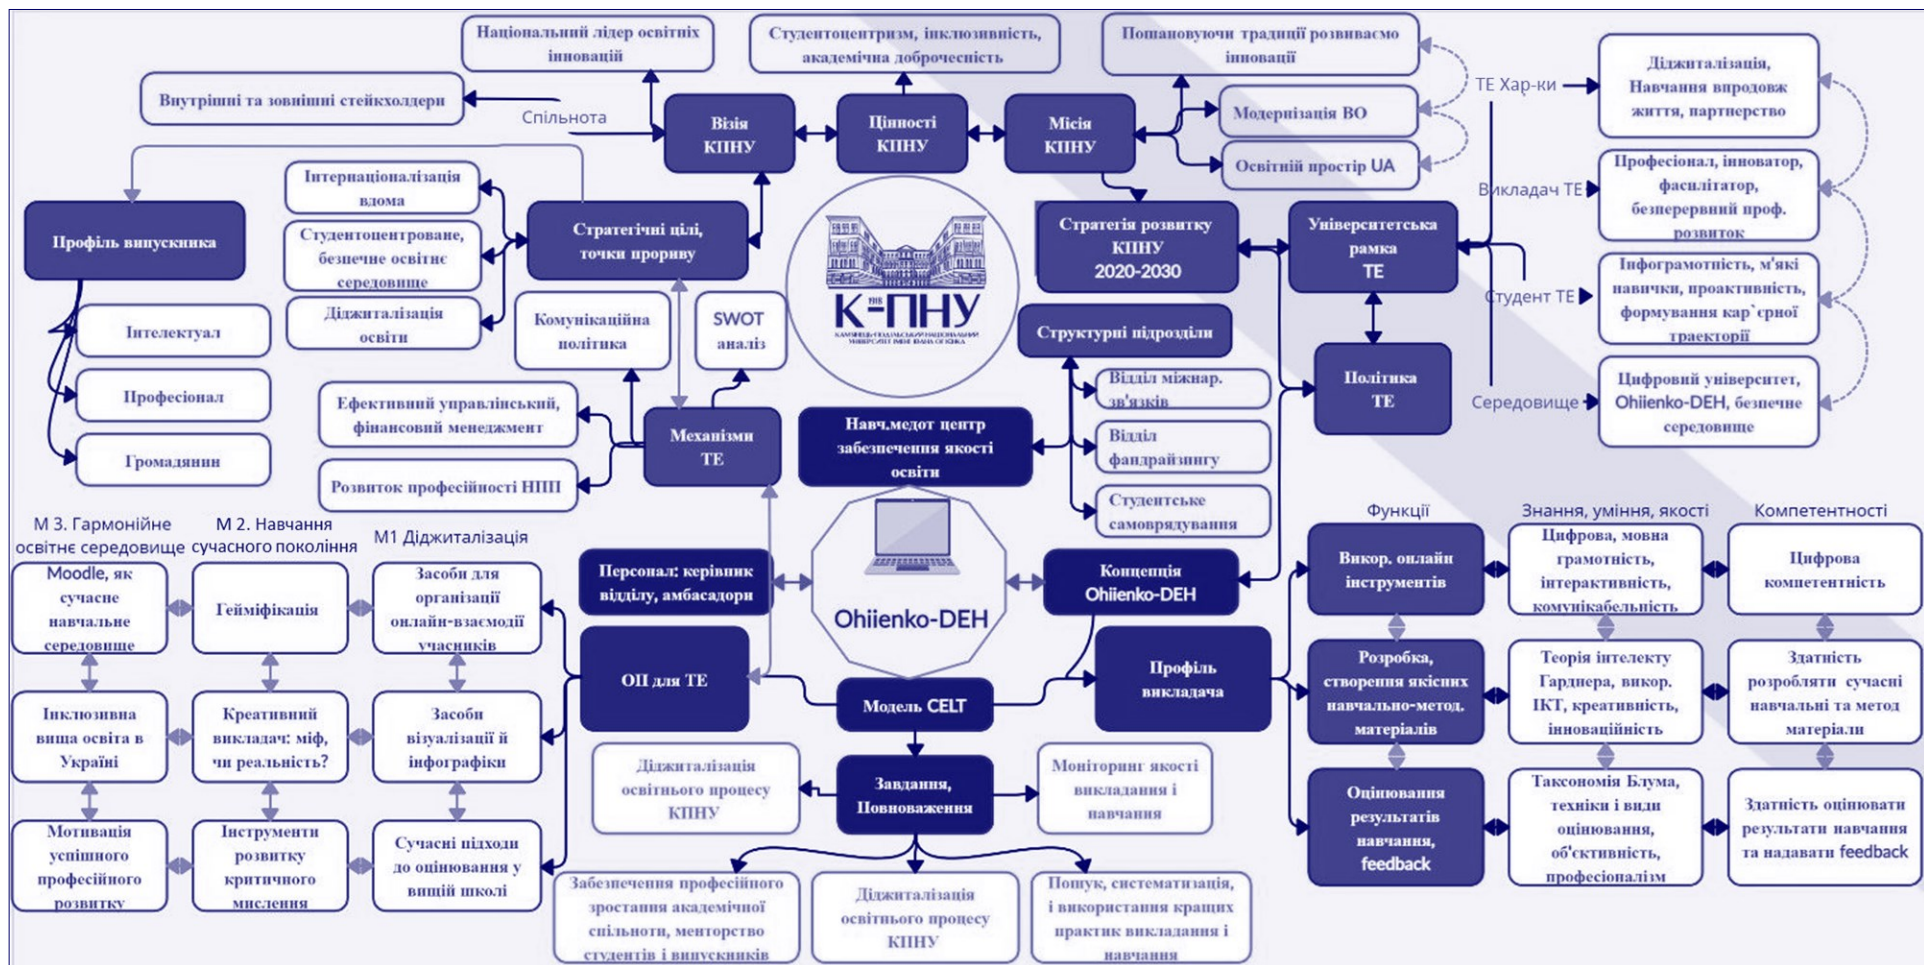 Національний лідер освітніх
інновацій
Студентоцентризм, інклюзивність,
академічна доброчесність
Пошановуючи традиції розвиваємо
інновації
Внутрішні та зовнішні стейкхолдери
Спільнота
Візія
КПНУ
Цінності
КПНУ
Місія
КПНУ
Модернізація ВО
Освітній простір UA
ТЕ Хар-ки
Діджиталізація,
Навчання впродовж
життя, партнерство
Викладач ТЕ
Професіонал, інноватор,
фасилітатор,
безперервний проф.
розвиток
Студент ТЕ
Інфограмотність, м'які
навички, проактивність,
формування кар`єрної
траекторії
Середовище
Цифровий університет,
Ohiienko-DEH, безпечне
середовище
Профіль випускника
Інтелектуал
Професіонал
Громадянин
Інтернаціоналізація
вдома
Студентоцентроване,
безпечне освітнє
середовище
Діджиталізація
освіти
Стратегічні цілі,
точки прориву
К-ПНУ
1918
КАМ'ЯНЕЦЬ-ПОДІЛЬСЬКИЙ НАЦІОНАЛЬНИЙ
УНІВЕРСИТЕТ ІМЕНІ ІВАНА ОГІЄНКА
Стратегія розвитку
КПНУ
2020-2030
Університетська
рамка
ТЕ
Політика
ТЕ
Комунікаційна
політика
SWOT
аналіз
Ефективний управлінський,
фінансовий менеджмент
Розвиток професійності НПП
Механізми
ТЕ
Структурні підрозділи
Відділ міжнар.
зв'язків
Відділ
фандрайзингу
Студентське
самоврядування
Навч.медот центр
забезпечення якості
освіти
Персонал: керівник
відділу, амбасадори
Ohiienko-DEH
Концепція
Ohiienko-DEH
М 3. Гармонійне
освітнє середовище
М 2. Навчання
сучасного покоління
М1 Діджиталізація
Moodle, як
сучасне
навчальне
середовище
Гейміфікація
Засоби для
організації
онлайн-взаємодії
учасників
Інклюзивна
вища освіта в
Україні
Креативний
викладач: міф,
чи реальність?
Засоби
візуалізації й
інфографіки
Мотивація
успішного
професійного
розвитку
Інструменти
розвитку
критичного
мислення
Сучасні підходи
до оцінювання у
вищій школі
ОП для ТЕ
Модель CELT
Профіль
викладача
Завдання,
Повноваження
Діджиталізація
освітнього процесу
КПНУ
Моніторинг якості
викладання і
навчання
Забезпечення професійного
зростання академічної
спільноти, менторство
студентів і випускників
Діджиталізація
освітнього процесу
КПНУ
Пошук, систематизація,
і використання кращих
практик викладання і
навчання
Функції
Знання, уміння, якості
Компетентності
Викор. онлайн
інструментів
Цифрова, мовна
грамотність,
інтерактивність,
комунікабельність
Цифрова
компетентність
Розробка,
створення якісних
навчально-метод.
матеріалів
Теорія інтелекту
Гарднера, викор.
ІКТ, креативність,
інноваційність
Здатність
розробляти сучасні
навчальні та метод
матеріали
Оцінювання
результатів
навчання,
feedback
Таксономія Блума,
техніки і види
оцінювання,
об'єктивність,
професіоналізм
Здатність оцінювати
результати навчання
та надавати feedback